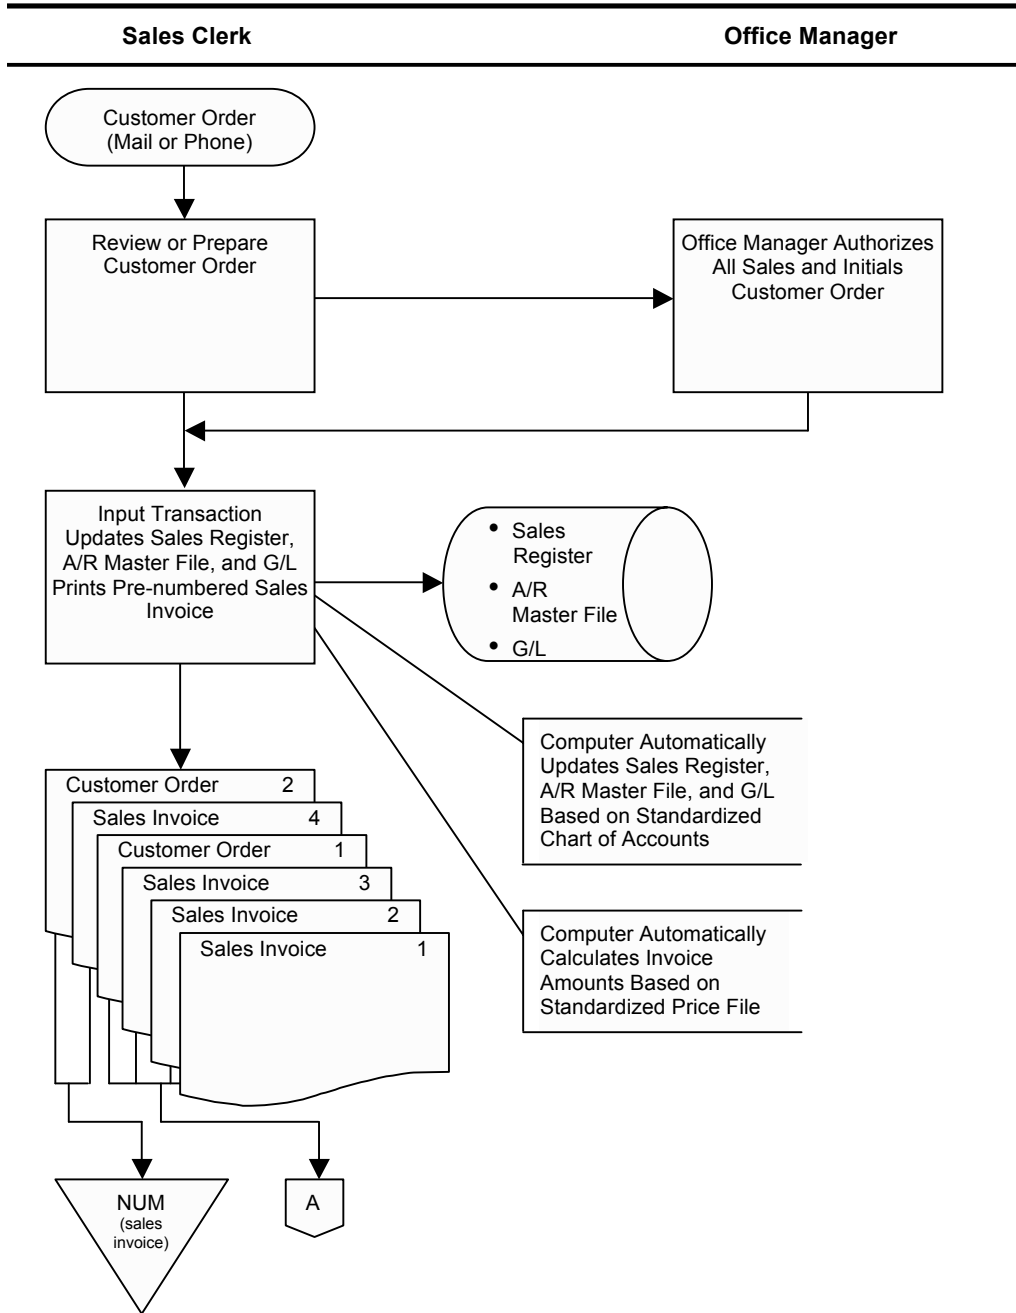 Sales Clerk
Office Manager
Customer Order
(Mail or Phone)
Review or Prepare
Customer Order
Office Manager Authorizes
All Sales and Initials
Customer Order
Input Transaction
Updates Sales Register,
A/R Master File, and G/L
Prints Pre-numbered Sales
Invoice
• Sales
Register
• A/R
Master File
• G/L
Computer Automatically
Updates Sales Register,
A/R Master File, and G/L
Based on Standardized
Chart of Accounts
Customer Order 2
Sales Invoice 4
Customer Order 1
Sales Invoice 3
Sales Invoice 2
Sales Invoice 1
Computer Automatically
Calculates Invoice
Amounts Based on
Standardized Price File
NUM
(sales
invoice)
A